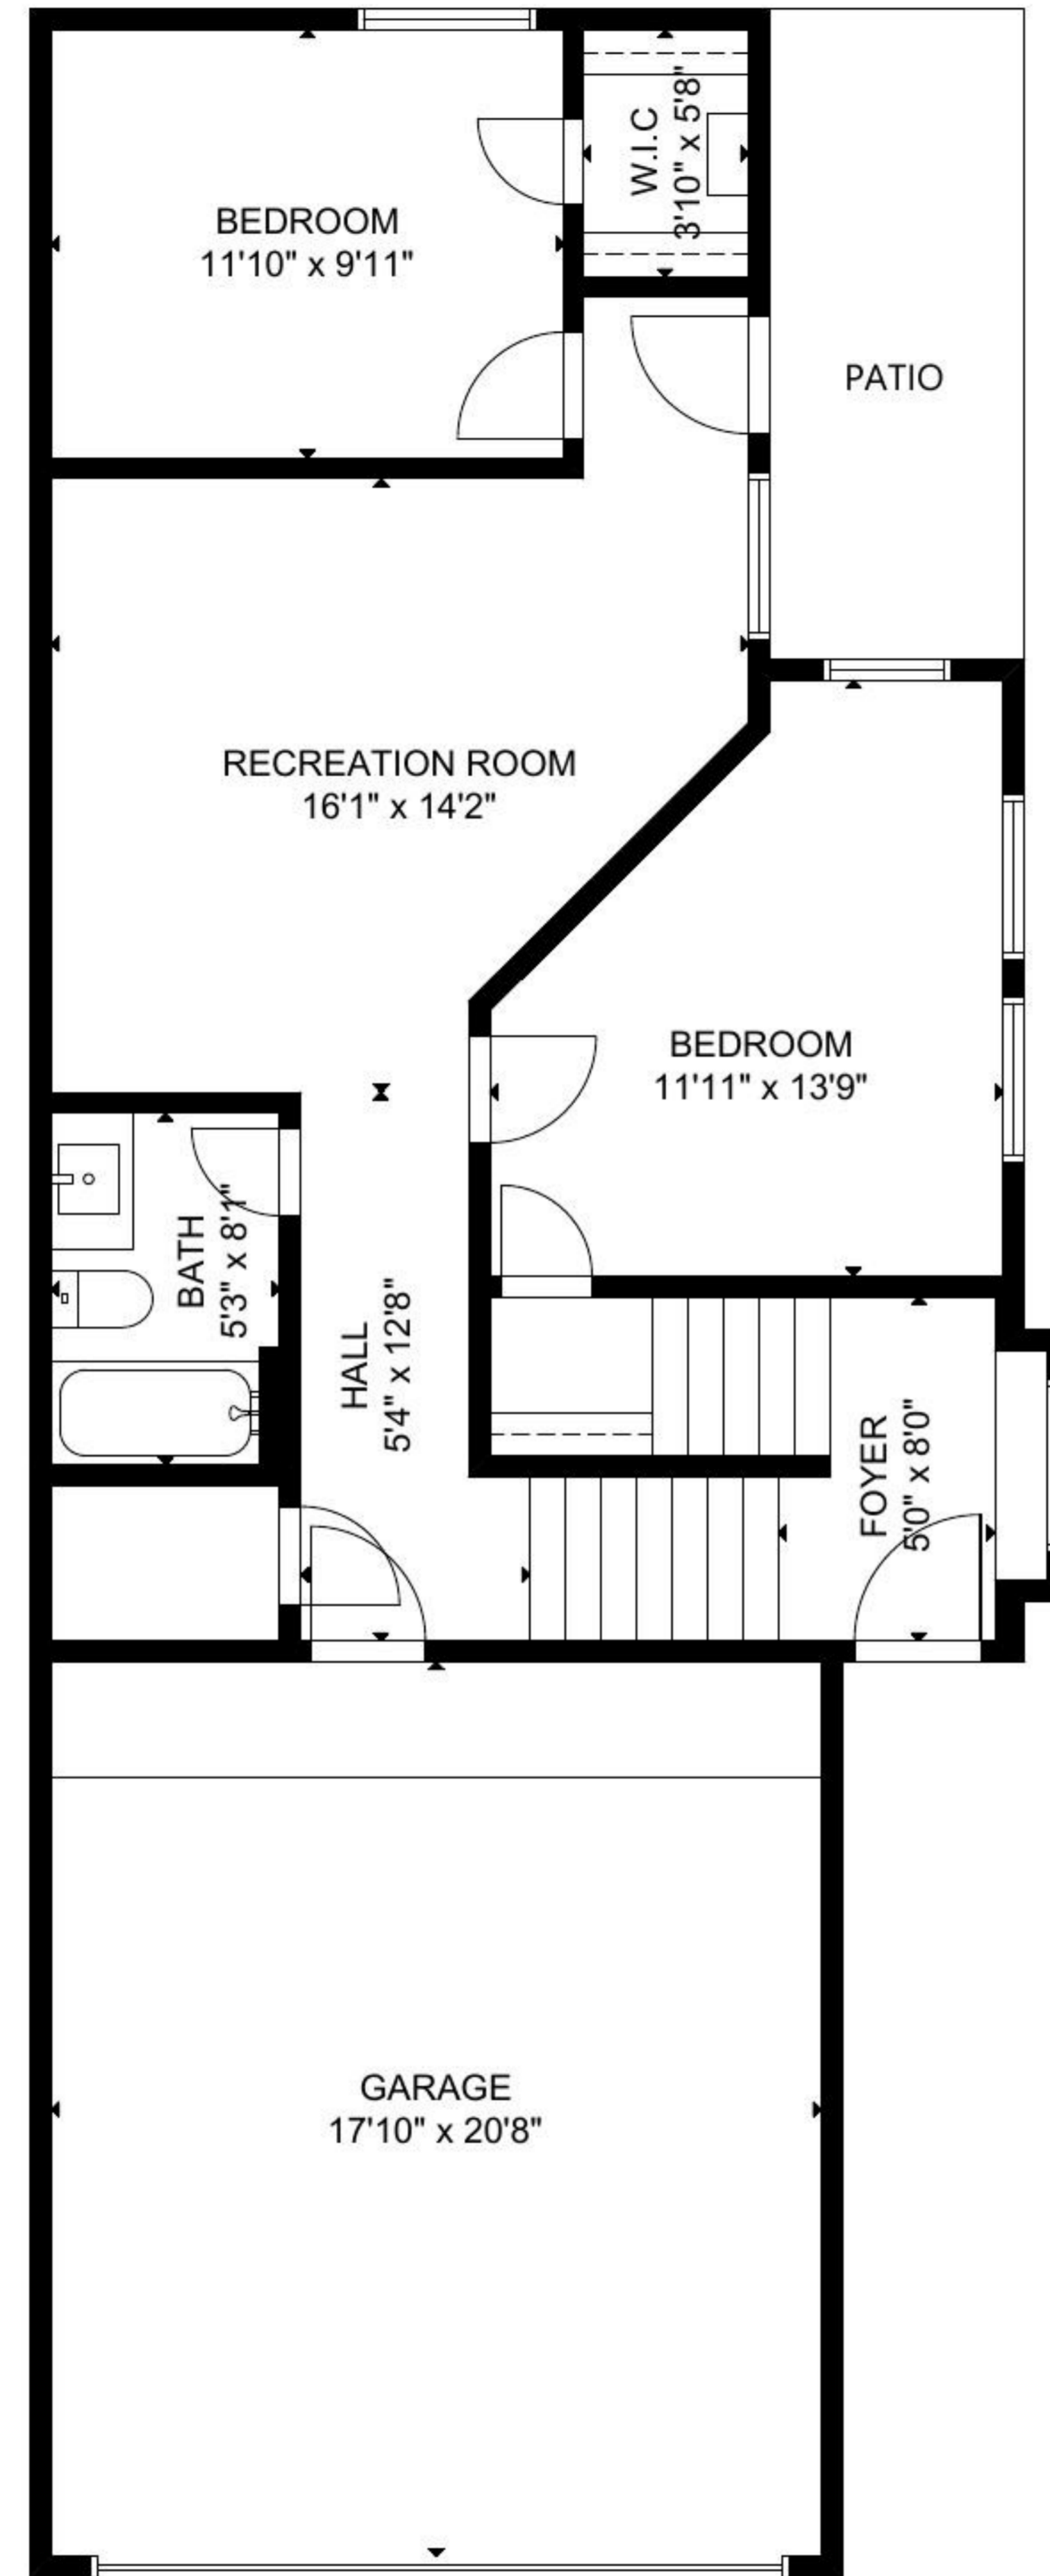 W.I.C
3'10" x 5'8"
BEDROOM
11'10" x 9'11"
PATIO
RECREATION ROOM
16'1" x 14'2"
BEDROOM
11'11" x 13'9"
BATH
5'3" x 8'1"
HALL
5'4" x 12'8"
FOYER
5'0" x 8'0"
GARAGE
17'10" x 20'8"